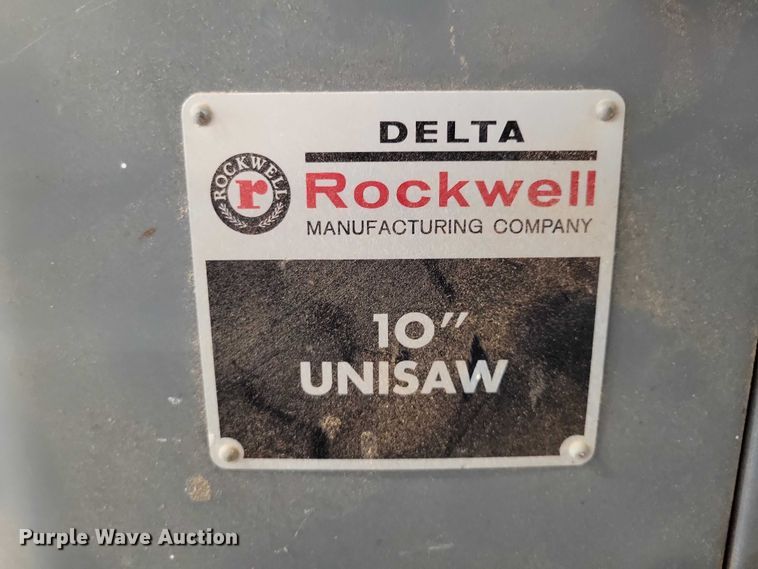 DELTA
ROCKWELL
r
Rockwell
MANUFACTURING COMPANY
10”
UNISAW
Purple Wave Auction